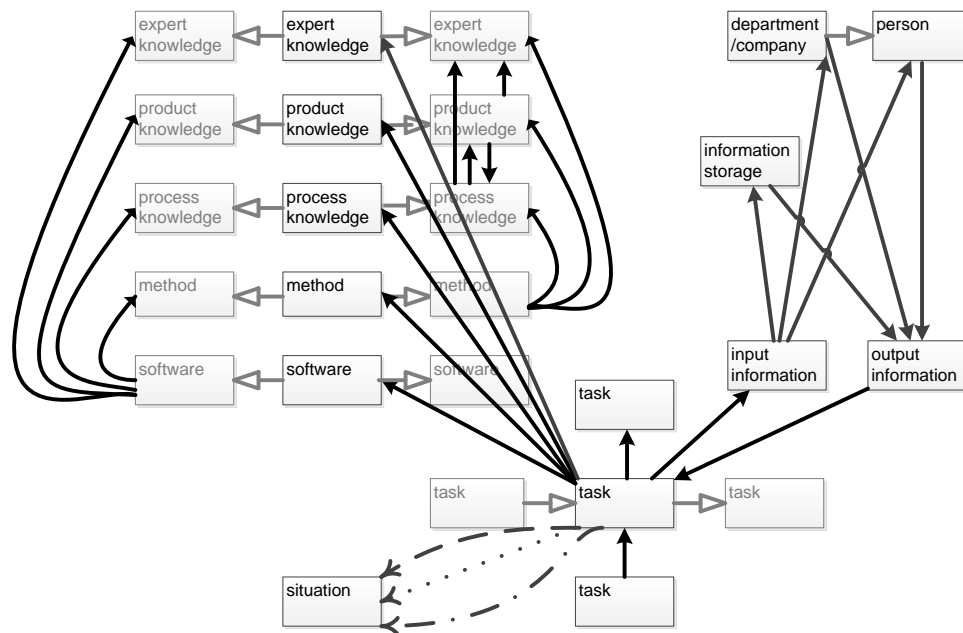 expert
knowledge
expert
knowledge
expert
knowledge
department
/company
person
product
knowledge
product
knowledge
product
knowledge
information
storage
process
knowledge
process
knowledge
process
knowledge
method
method
method
software
software
software
input
information
output
information
task
task
task
task
situation
task